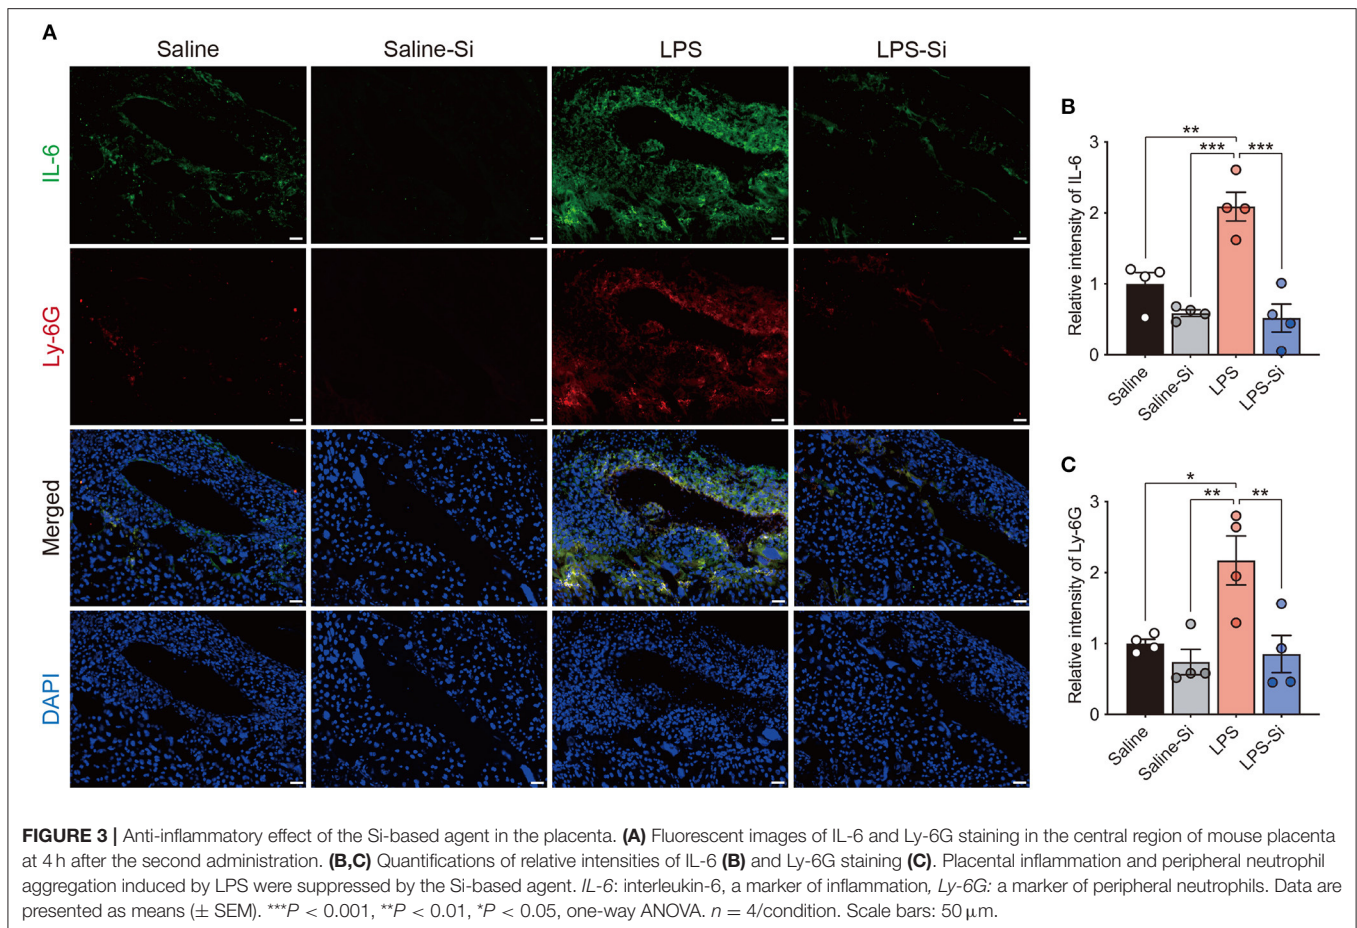 A
Saline Saline-Si LPS LPS-Si
IL-6
Ly-6G
Merged
DAPI
B
Relative intensity of IL-6
3
2
1
0
** *** ***
Saline Saline-Si LPS LPS-Si
C
Relative intensity of Ly-6G
3
2
1
0
* ** **
Saline Saline-Si LPS LPS-Si
FIGURE 3 | Anti-inflammatory effect of the Si-based agent in the placenta. (A) Fluorescent images of IL-6 and Ly-6G staining in the central region of mouse placenta
at 4 h after the second administration. (B,C) Quantifications of relative intensities of IL-6 (B) and Ly-6G staining (C). Placental inflammation and peripheral neutrophil
aggregation induced by LPS were suppressed by the Si-based agent. IL-6: interleukin-6, a marker of inflammation, Ly-6G: a marker of peripheral neutrophils. Data are
presented as means (± SEM). ***P < 0.001, **P < 0.01, *P < 0.05, one-way ANOVA. n = 4/condition. Scale bars: 50 μm.